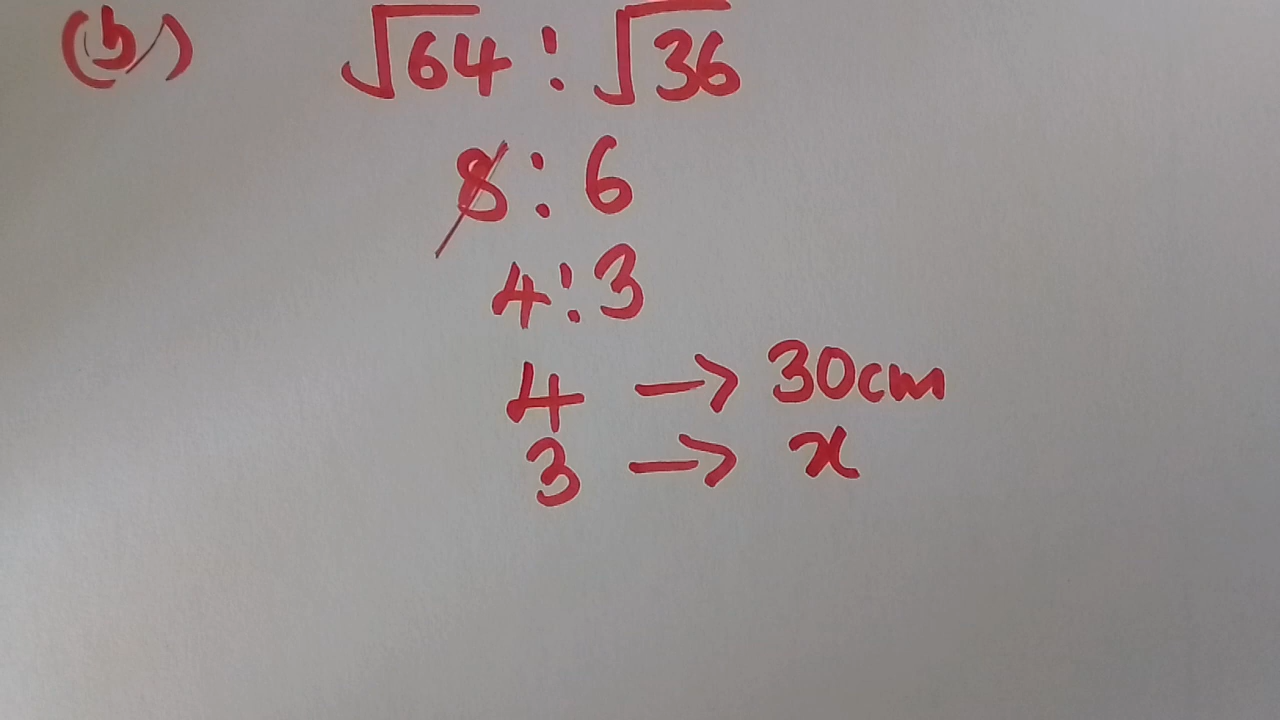 (b) √64 : √36
8 : 6
4 : 3
4 → 30cm
3 → x